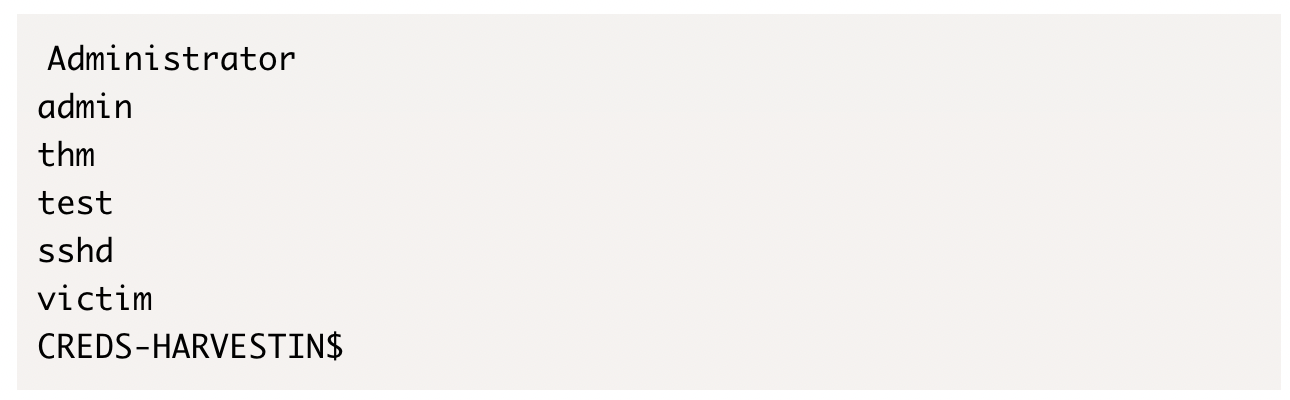 Administrator
admin
thm
test
sshd
victim
CREDS-HARVESTIN$